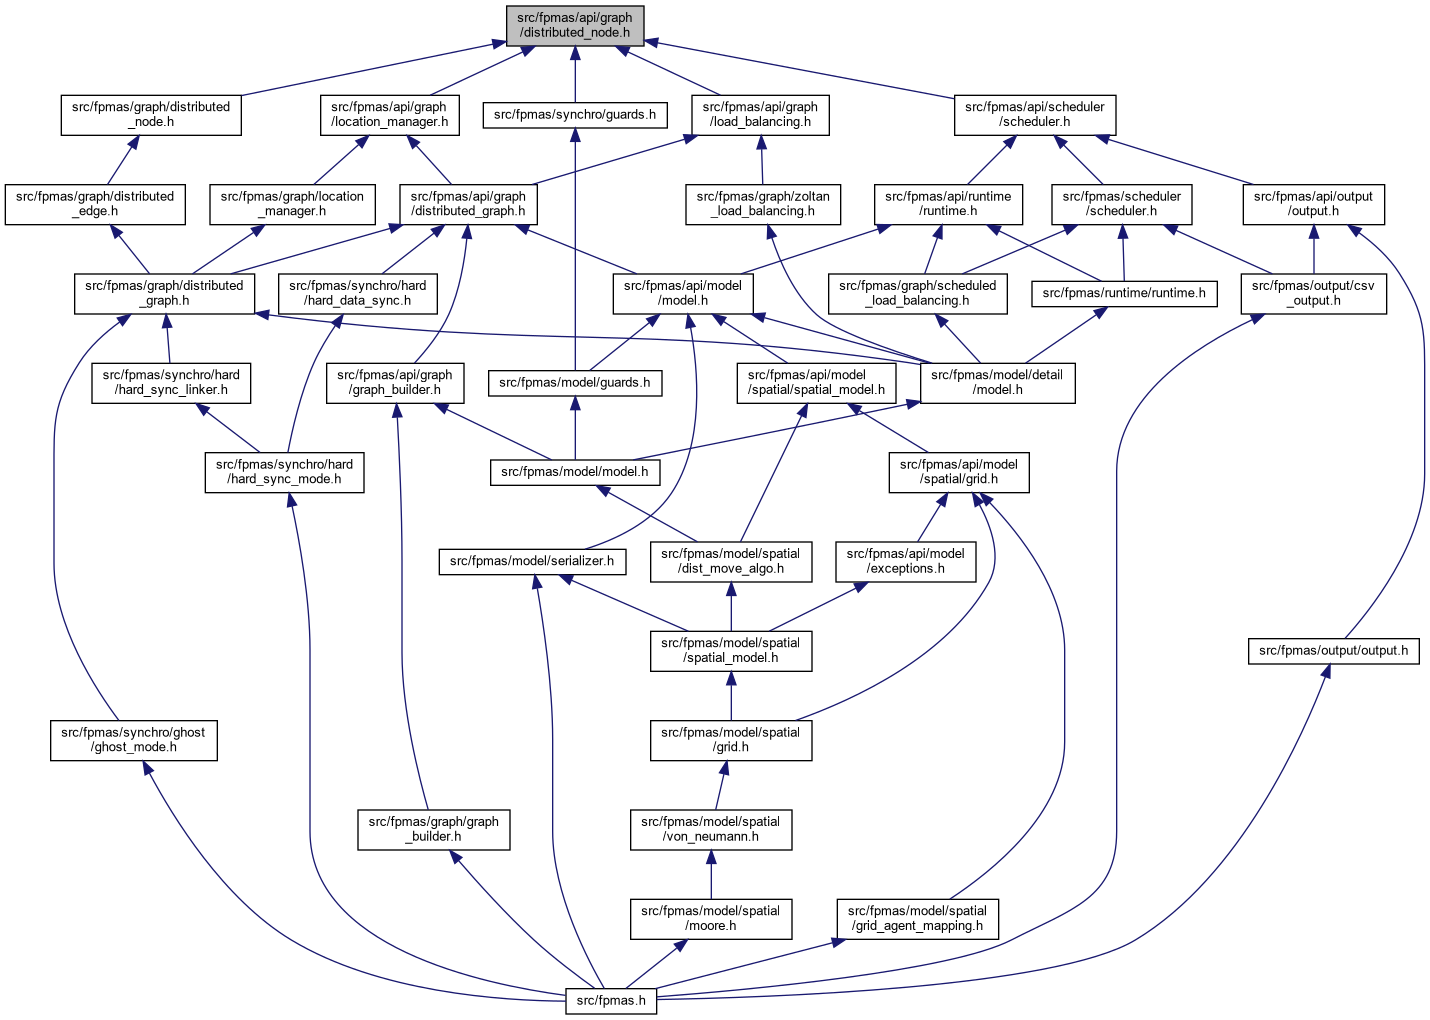 src/fpmas/api/graph
/distributed_node.h
src/fpmas/graph/distributed
_node.h
src/fpmas/api/graph
/location_manager.h
src/fpmas/synchro/guards.h
src/fpmas/api/graph
/load_balancing.h
src/fpmas/api/scheduler
/scheduler.h
src/fpmas/graph/distributed
_edge.h
src/fpmas/graph/location
_manager.h
src/fpmas/api/graph
/distributed_graph.h
src/fpmas/graph/zoltan
_load_balancing.h
src/fpmas/api/runtime
/runtime.h
src/fpmas/scheduler
/scheduler.h
src/fpmas/api/output
/output.h
src/fpmas/graph/distributed
_graph.h
src/fpmas/synchro/hard
/hard_data_sync.h
src/fpmas/api/model
/model.h
src/fpmas/graph/scheduled
_load_balancing.h
src/fpmas/runtime/runtime.h
src/fpmas/output/csv
_output.h
src/fpmas/synchro/hard
/hard_sync_linker.h
src/fpmas/api/graph
/graph_builder.h
src/fpmas/model/guards.h
src/fpmas/api/model
/spatial/spatial_model.h
src/fpmas/model/detail
/model.h
src/fpmas/synchro/hard
/hard_sync_mode.h
src/fpmas/model/model.h
src/fpmas/api/model
/spatial/grid.h
src/fpmas/model/serializer.h
src/fpmas/model/spatial
/dist_move_algo.h
src/fpmas/api/model
/exceptions.h
src/fpmas/model/spatial
/spatial_model.h
src/fpmas/output/output.h
src/fpmas/synchro/ghost
/ghost_mode.h
src/fpmas/model/spatial
/grid.h
src/fpmas/graph/graph
_builder.h
src/fpmas/model/spatial
/von_neumann.h
src/fpmas/model/spatial
/moore.h
src/fpmas/model/spatial
/grid_agent_mapping.h
src/fpmas.h